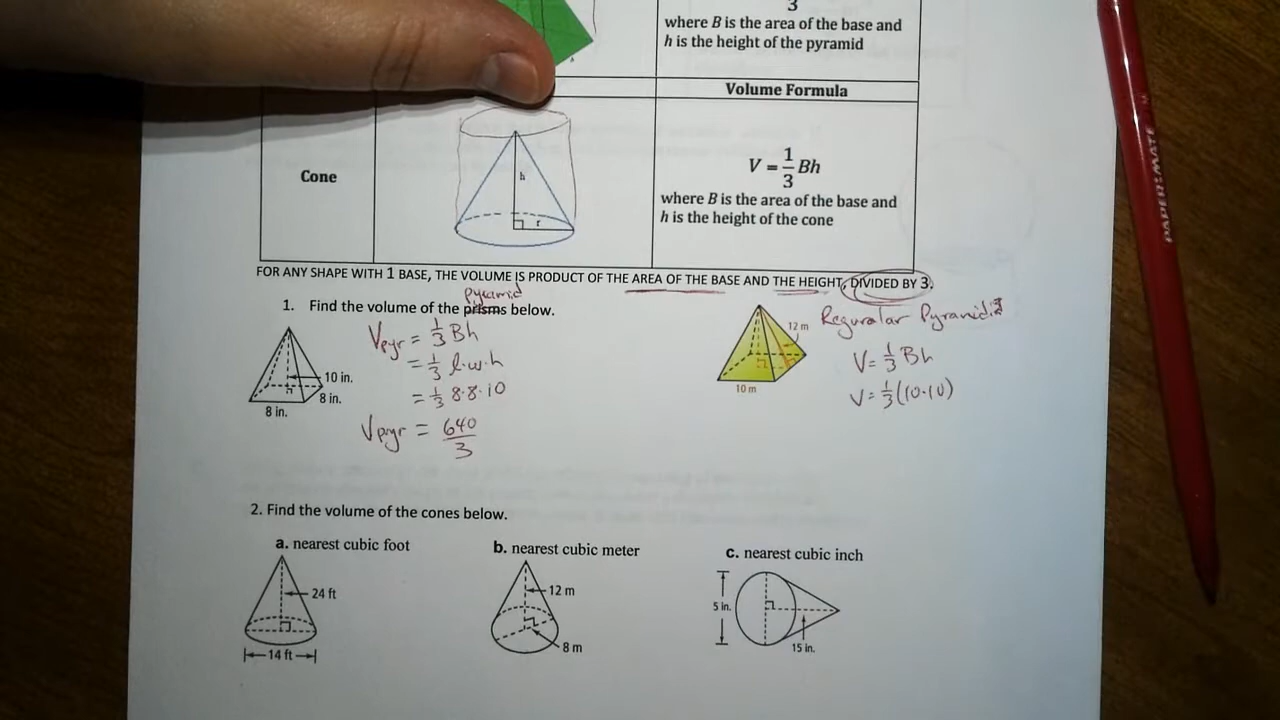 3
where B is the area of the base and
h is the height of the pyramid
Volume Formula
Cone
h
r
V = 1/3 Bh
where B is the area of the base and
h is the height of the cone
FOR ANY SHAPE WITH 1 BASE, THE VOLUME IS PRODUCT OF THE AREA OF THE BASE AND THE HEIGHT, DIVIDED BY 3.
pyramid
1. Find the volume of the prisms below.
10 in.
8 in.
8 in.
Vpyr = 1/3 Bh
= 1/3 l·w·h
= 1/3 8·8·10
Vpyr = 640/3
12 m
10 m
V = 1/3 Bh
V = 1/3 (10·10)
2. Find the volume of the cones below.
a. nearest cubic foot
24 ft
14 ft
b. nearest cubic meter
12 m
8 m
c. nearest cubic inch
5 in.
15 in.
PAPER:MATE